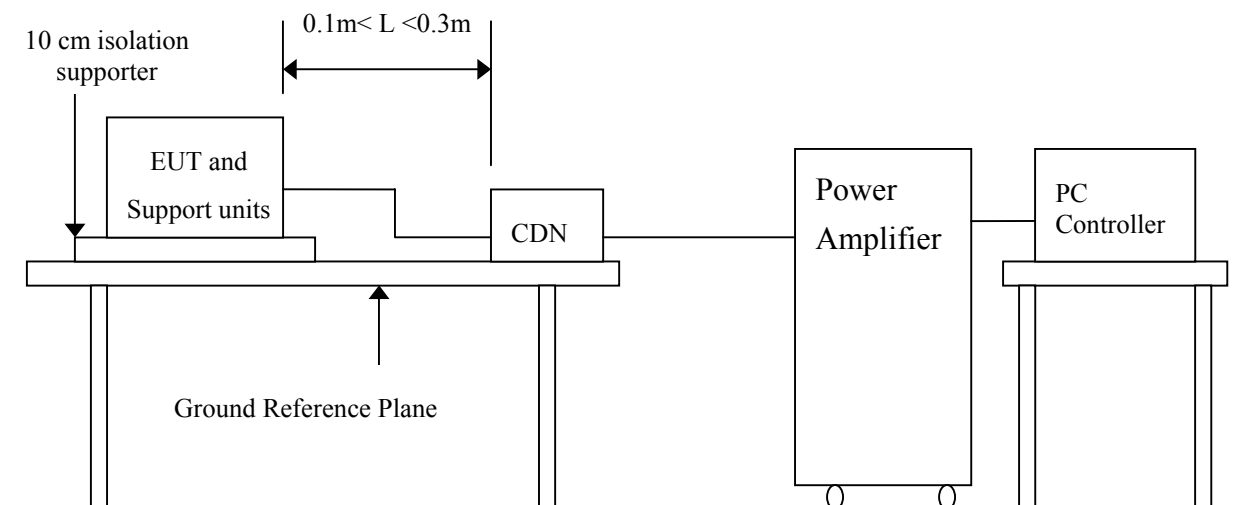 0.1m< L <0.3m
10 cm isolation
supporter
EUT and
Support units
CDN
Power
Amplifier
PC
Controller
Ground Reference Plane